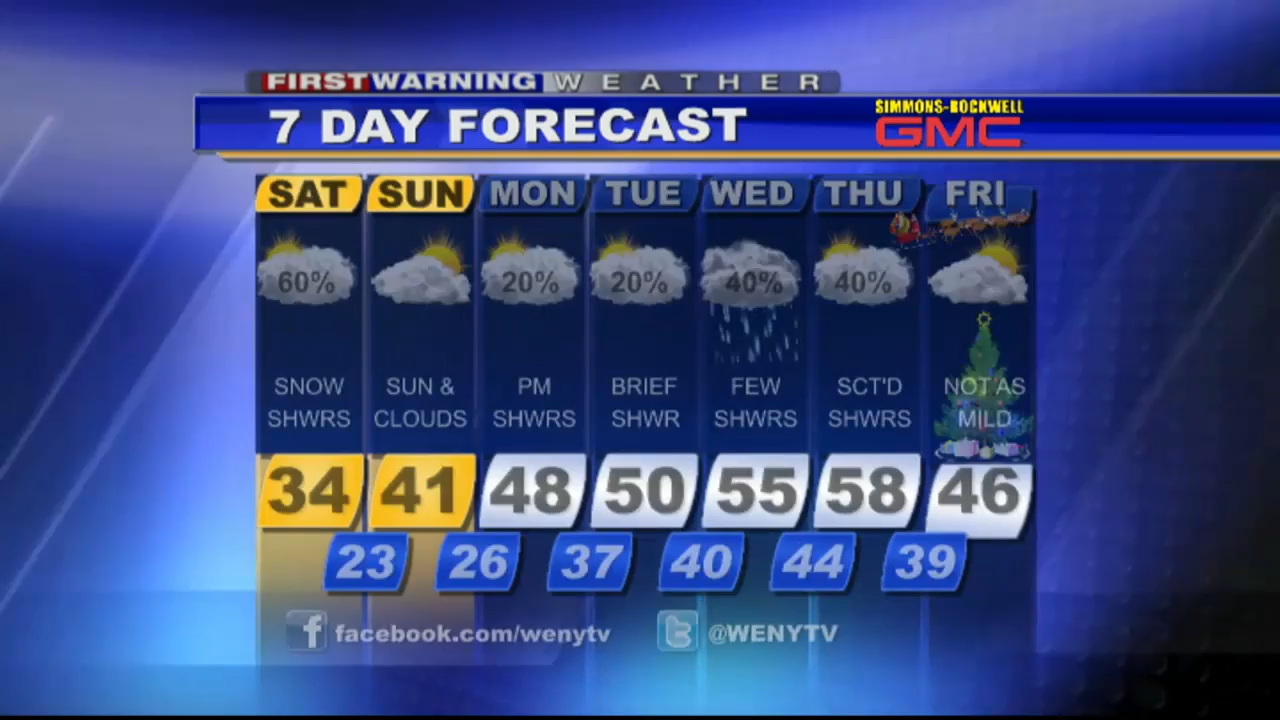 FIRST WARNING WEATHER
7 DAY FORECAST
SIMMONS-ROCKWELL
GMC
SAT SUN MON TUE WED THU FRI
60% 20% 20% 40% 40%
SNOW SUN & PM BRIEF FEW SCT'D NOT AS
SHWRS CLOUDS SHWRS SHWR SHWRS SHWRS MILD
34 41 48 50 55 58 46
23 26 37 40 44 39
facebook.com/wenytv @WENYTV